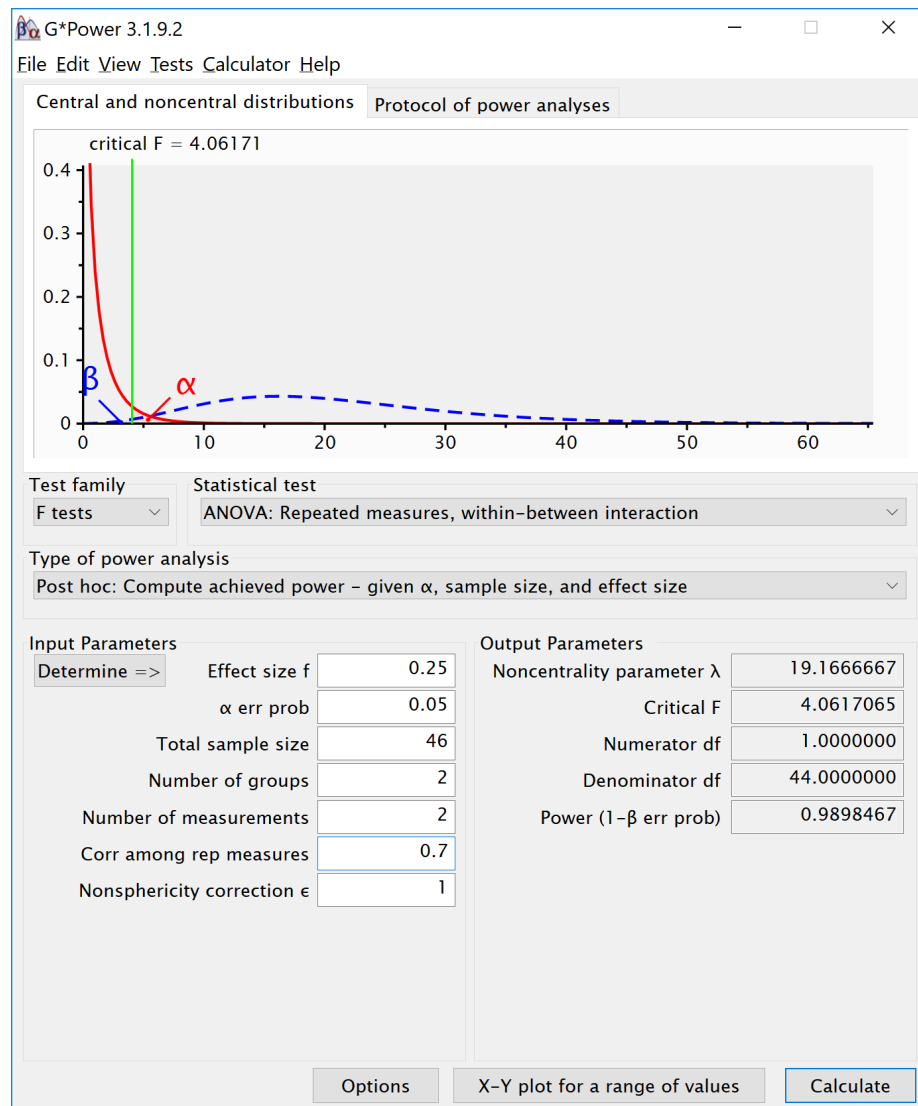 βα G*Power 3.1.9.2
File Edit View Tests Calculator Help
Central and noncentral distributions Protocol of power analyses
critical F = 4.06171
0.4
0.3
0.2
0.1
0
β
α
0 10 20 30 40 50 60
Test family Statistical test
F tests ANOVA: Repeated measures, within-between interaction
Type of power analysis
Post hoc: Compute achieved power - given α, sample size, and effect size
Input Parameters Output Parameters
Determine => Effect size f 0.25 Noncentrality parameter λ 19.1666667
α err prob 0.05 Critical F 4.0617065
Total sample size 46 Numerator df 1.0000000
Number of groups 2 Denominator df 44.0000000
Number of measurements 2 Power (1-β err prob) 0.9898467
Corr among rep measures 0.7
Nonsphericity correction ϵ 1
Options X-Y plot for a range of values Calculate